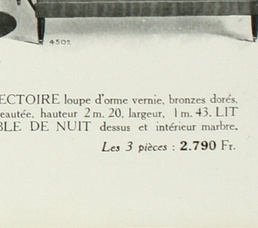 4502.
ECTOIRE loupe d'orme vernie, bronzes dorés,
eautée, hauteur 2 m. 20, largeur, 1 m. 43. LIT
BLE DE NUIT dessus et intérieur marbre.
Les 3 pièces : 2.790 Fr.